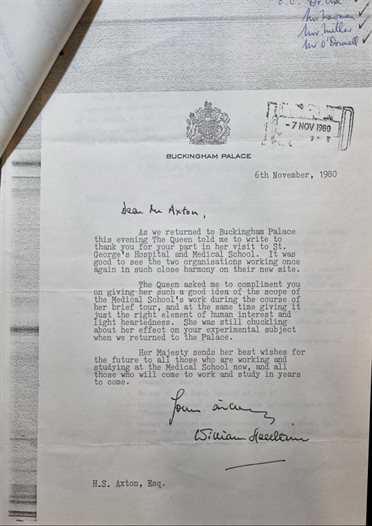 c.c.
Mr Newman ✓
Mr Miller ✓
Mr O'Donnell ✓
- 7 NOV 1980
BUCKINGHAM PALACE
6th November, 1980
Dear Mr Axton,
As we returned to Buckingham Palace
this evening The Queen told me to write to
thank you for your part in her visit to St.
George's Hospital and Medical School. It was
good to see the two organisations working once
again in such close harmony on their new site.
The Queen asked me to compliment you
on giving her such a good idea of the scope of
the Medical School's work during the course of
her brief tour, and at the same time giving it
just the right element of human interest and
light heartedness. She was still chuckling
about her effect on your experimental subject
when we returned to the Palace.
Her Majesty sends her best wishes for
the future to all those who are working and
studying at the Medical School now, and all
those who will come to work and study in years
to come.
Yours sincerely,
William Heseltine
H.S. Axton, Esq.